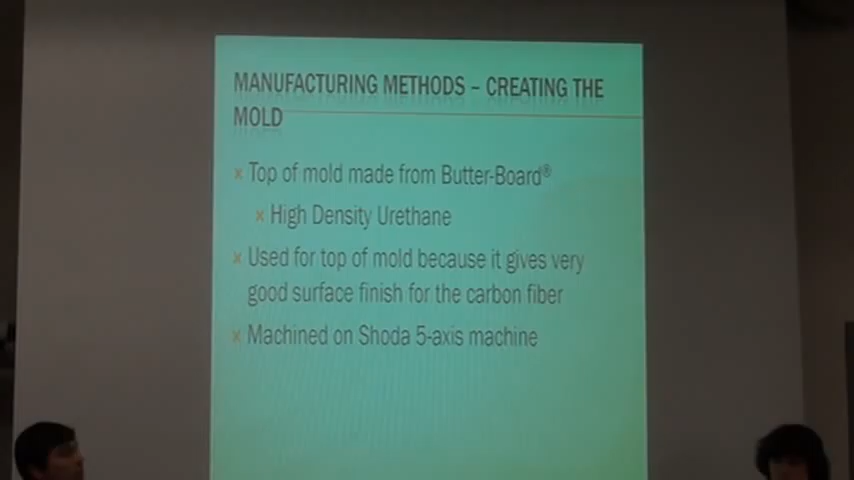 MANUFACTURING METHODS – CREATING THE
MOLD
Top of mold made from Butter-Board®
High Density Urethane
Used for top of mold because it gives very
good surface finish for the carbon fiber
Machined on Shoda 5-axis machine